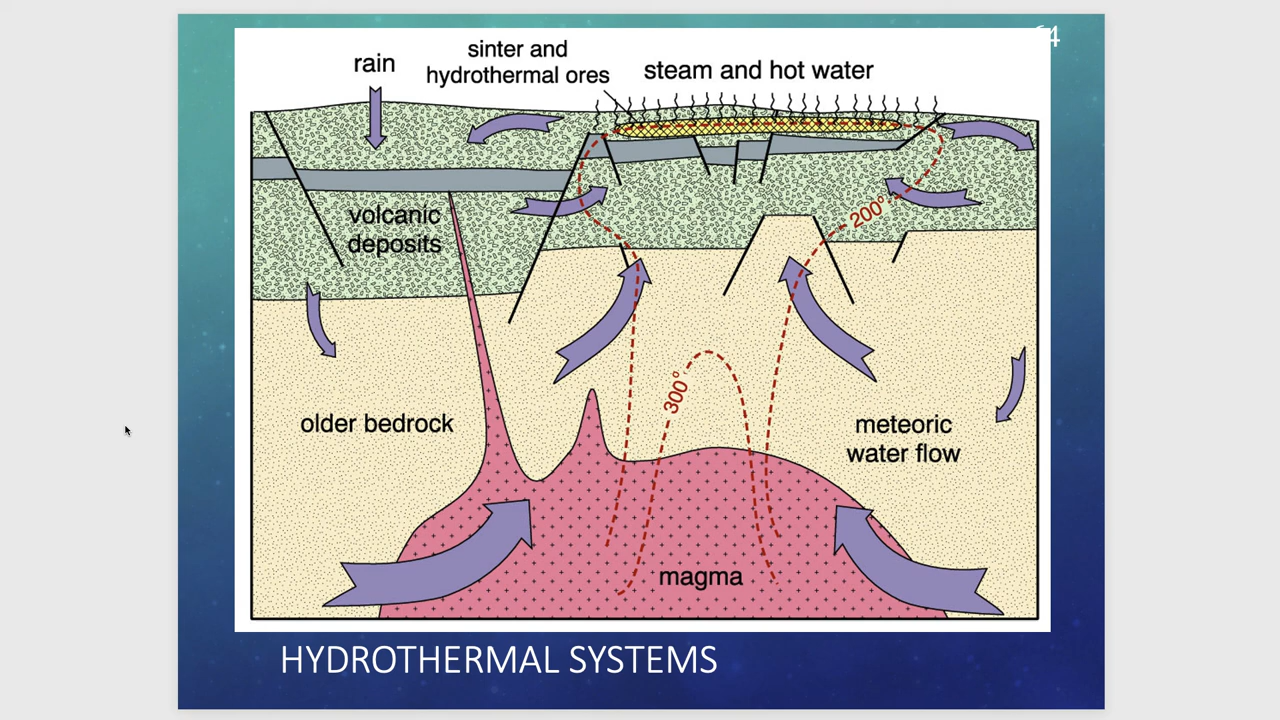 64
rain
sinter and
hydrothermal ores
steam and hot water
volcanic
deposits
200°
300°
older bedrock
meteoric
water flow
magma
HYDROTHERMAL SYSTEMS